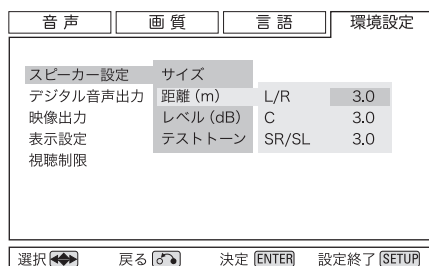 音声 画質 言語 環境設定
スピーカー設定 サイズ
デジタル音声出力 距離（m） L/R 3.0
映像出力 レベル（dB） C 3.0
表示設定 テストトーン SR/SL 3.0
視聴制限
選択 戻る 決定 ENTER 設定終了 SETUP